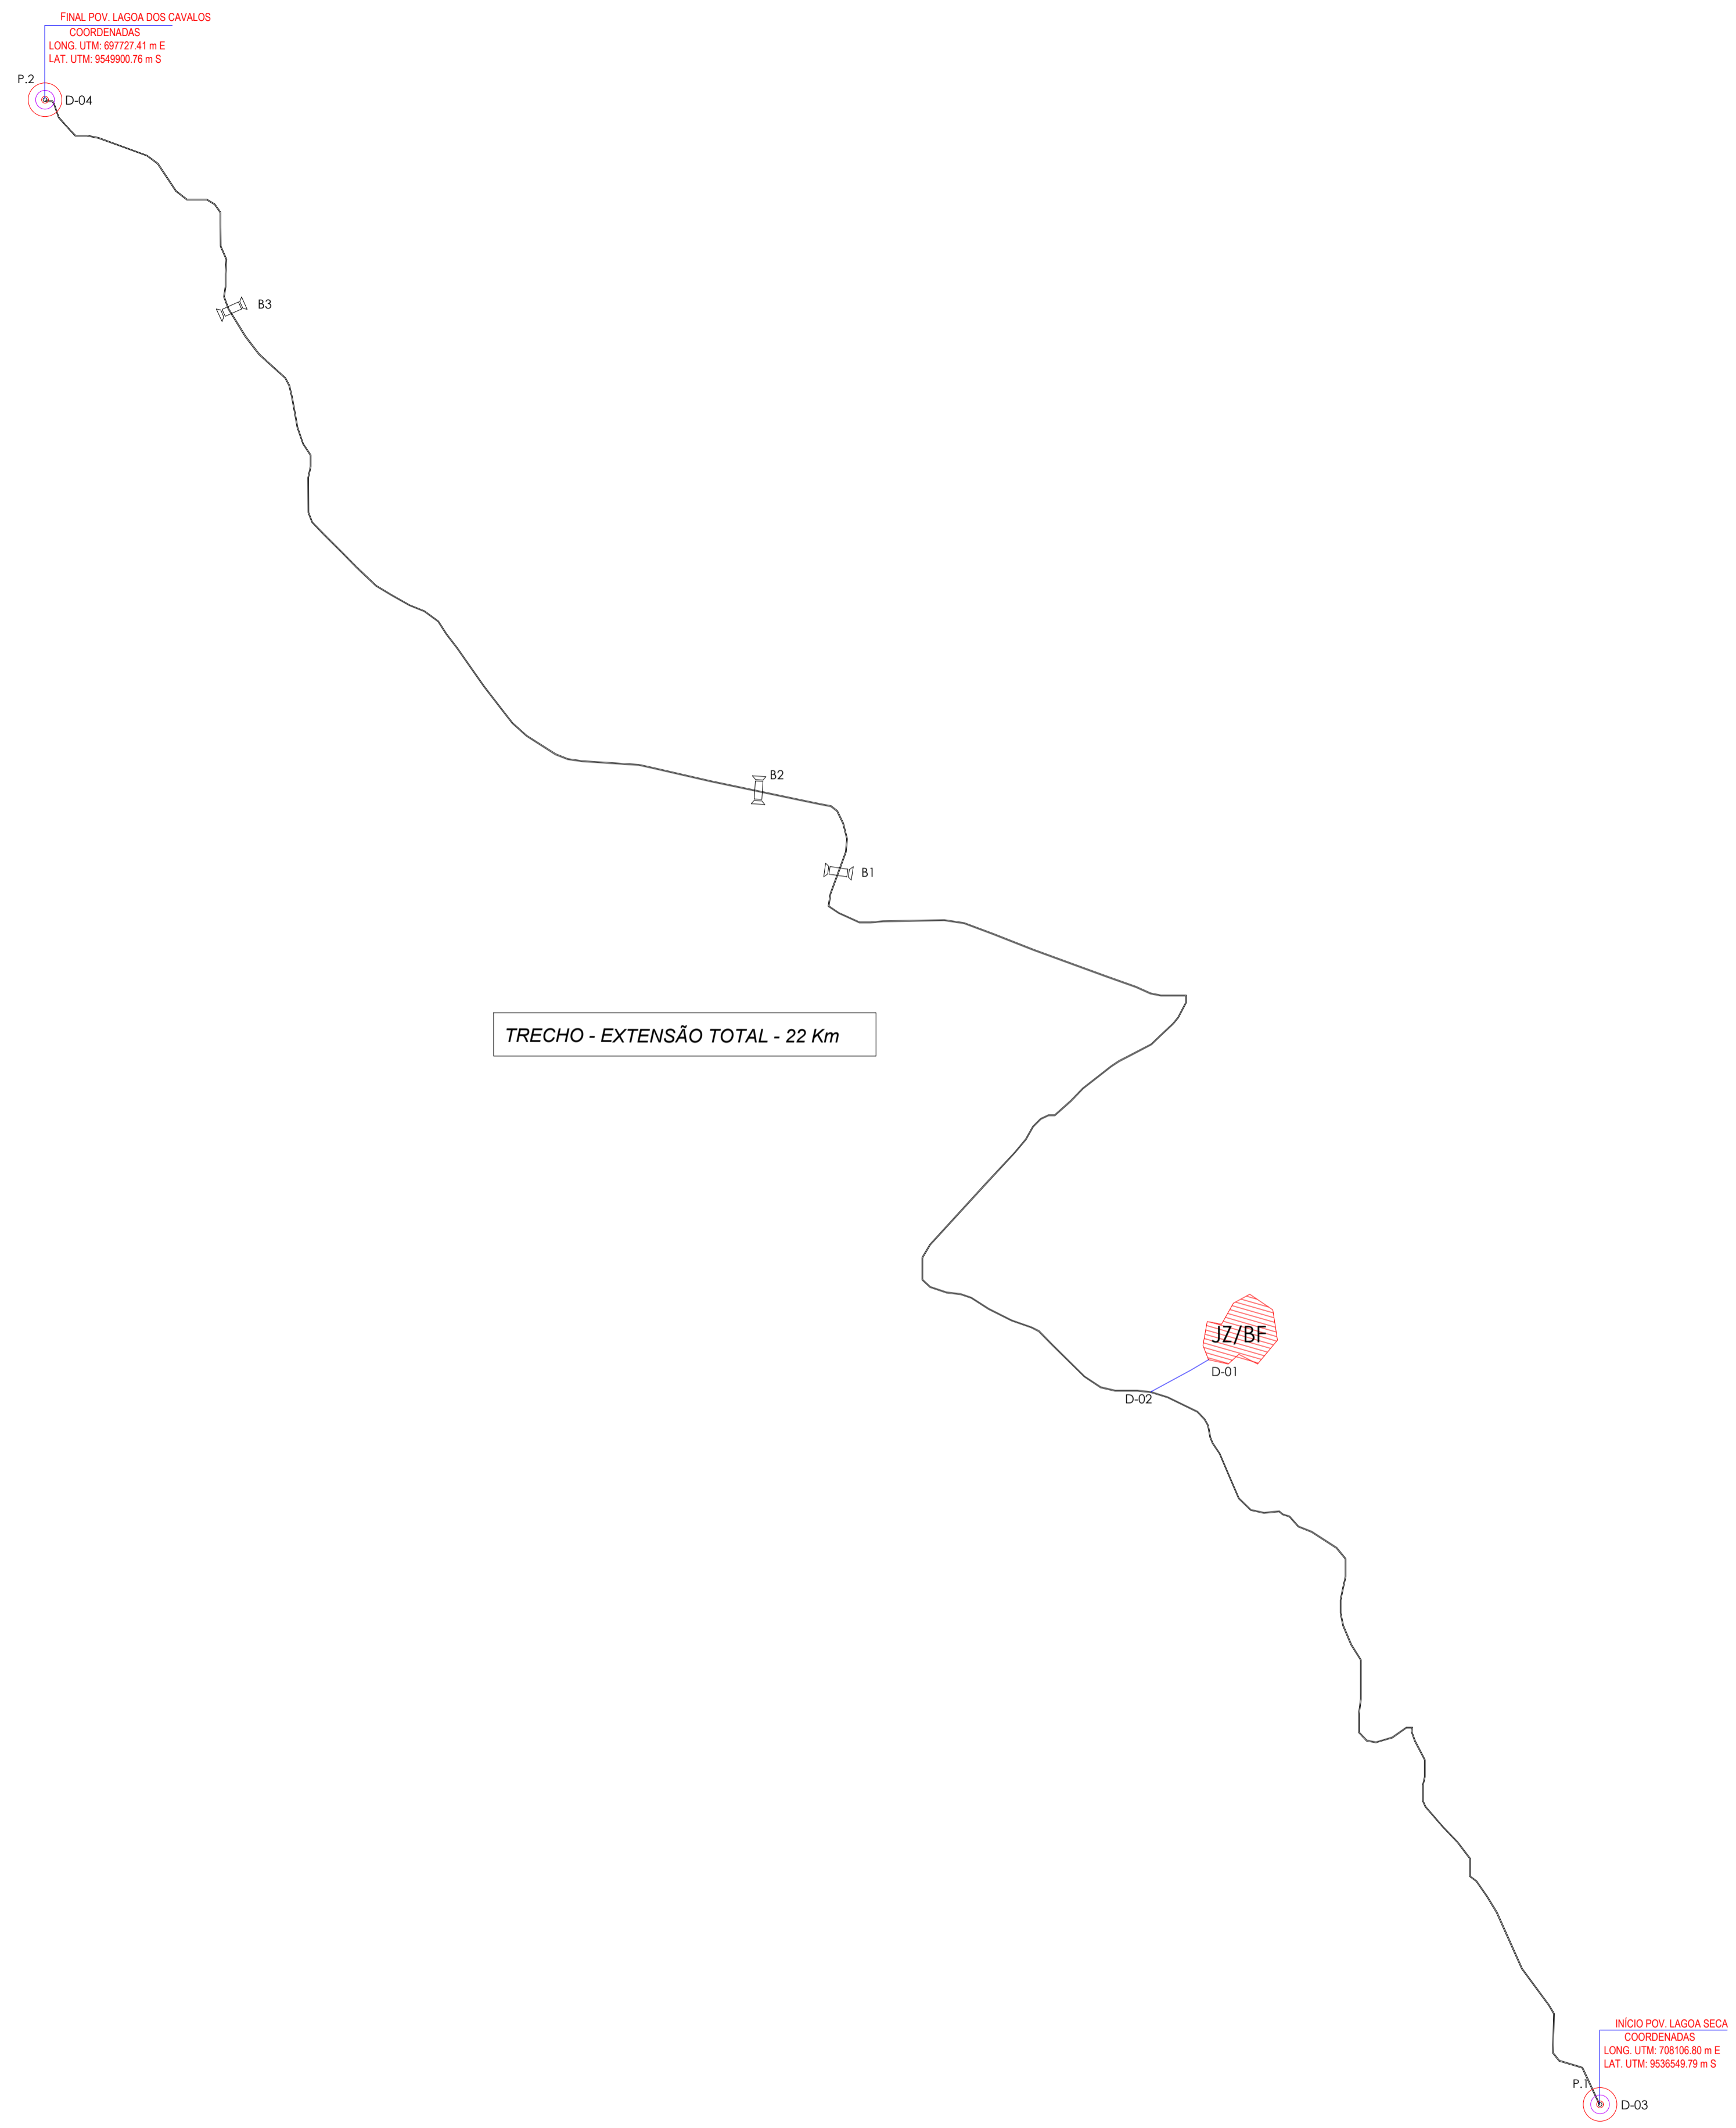 FINAL POV. LAGOA DOS CAVALOS
COORDENADAS
LONG. UTM: 697727.41 m E
LAT. UTM: 9549900.76 m S
P.2
D-04
B3
B2
B1
TRECHO - EXTENSÃO TOTAL - 22 Km
JZ/BF
D-01
D-02
INÍCIO POV. LAGOA SECA
COORDENADAS
LONG. UTM: 708106.80 m E
LAT. UTM: 9536549.79 m S
P.1
D-03